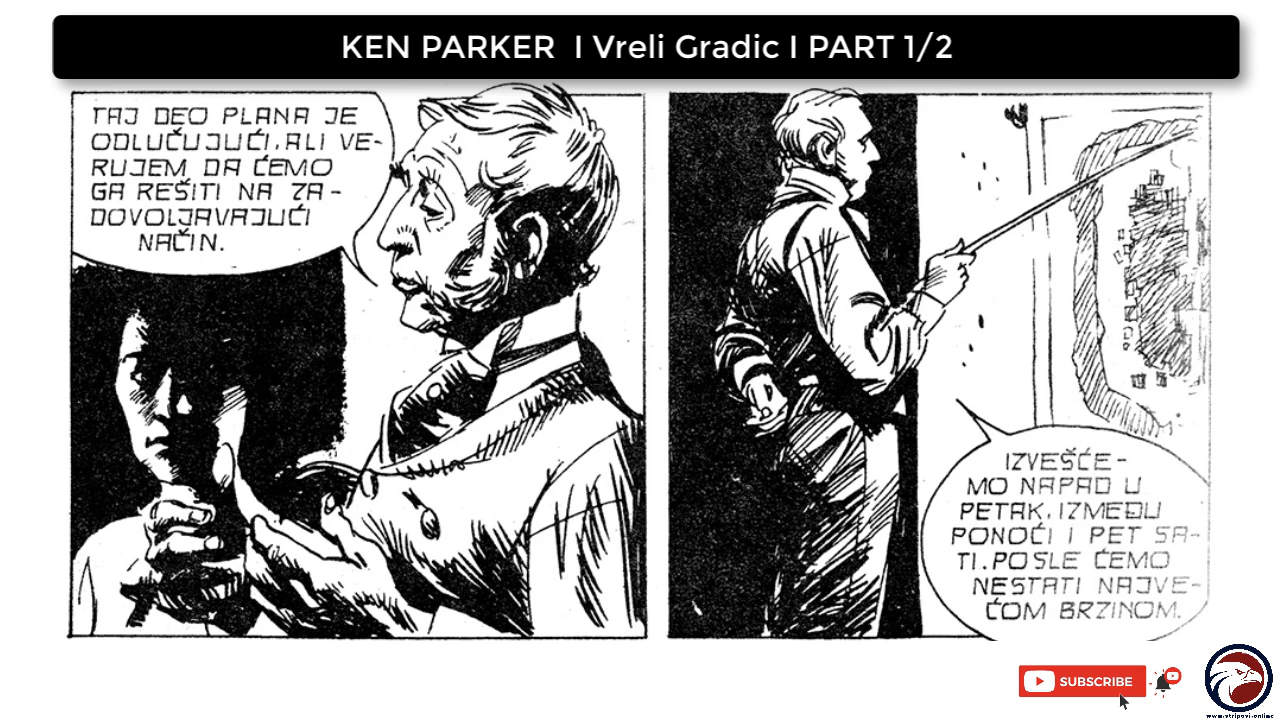 KEN PARKER I Vreli Gradic I PART 1/2
TAJ DEO PLANA JE
ODLUČUJUĆI, ALI VE-
RUJEM DA ĆEMO
GA REŠITI NA ZA-
DOVOLJAVAJUĆI
NAČIN.
IZVEŠĆE-
MO NAPAD U
PETAK, IZMEĐU
PONOĆI I PET SA-
TI. POSLE ĆEMO
NESTATI NAJVE-
ĆOM BRZINOM.
SUBSCRIBE